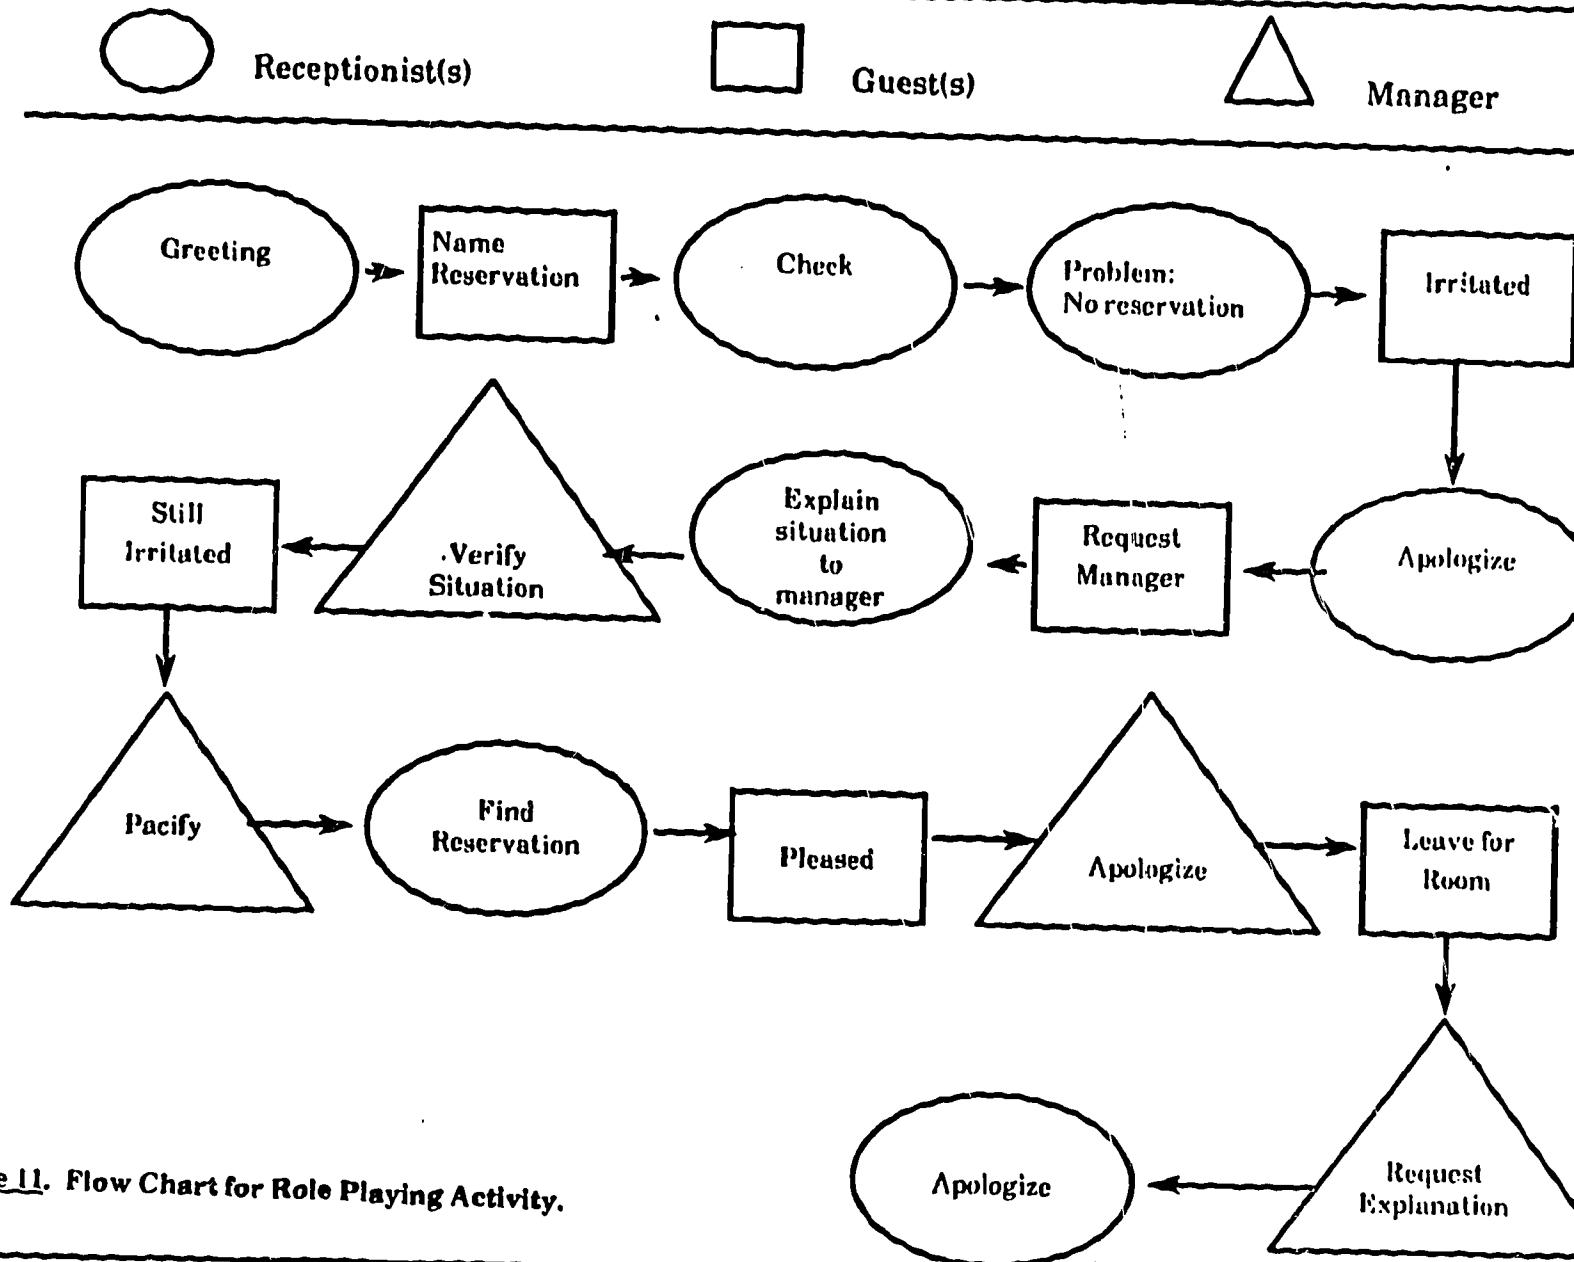 Receptionist(s)
Guest(s)
Manager
Greeting
Name
Reservation
Check
Problem:
No reservation
Irritated
Still
Irritated
Verify
Situation
Explain
situation
to
manager
Request
Manager
Apologize
Pacify
Find
Reservation
Pleased
Apologize
Leave for
Room
Apologize
Request
Explanation
e 11. Flow Chart for Role Playing Activity.